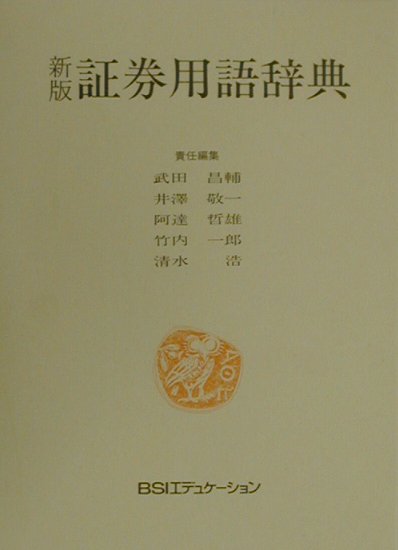 新版 証券用語辞典
責任編集
武田 昌輔
井澤 敬一
阿達 哲雄
竹内 一郎
清水 浩
ΑΘΕ
BSIエデュケーション